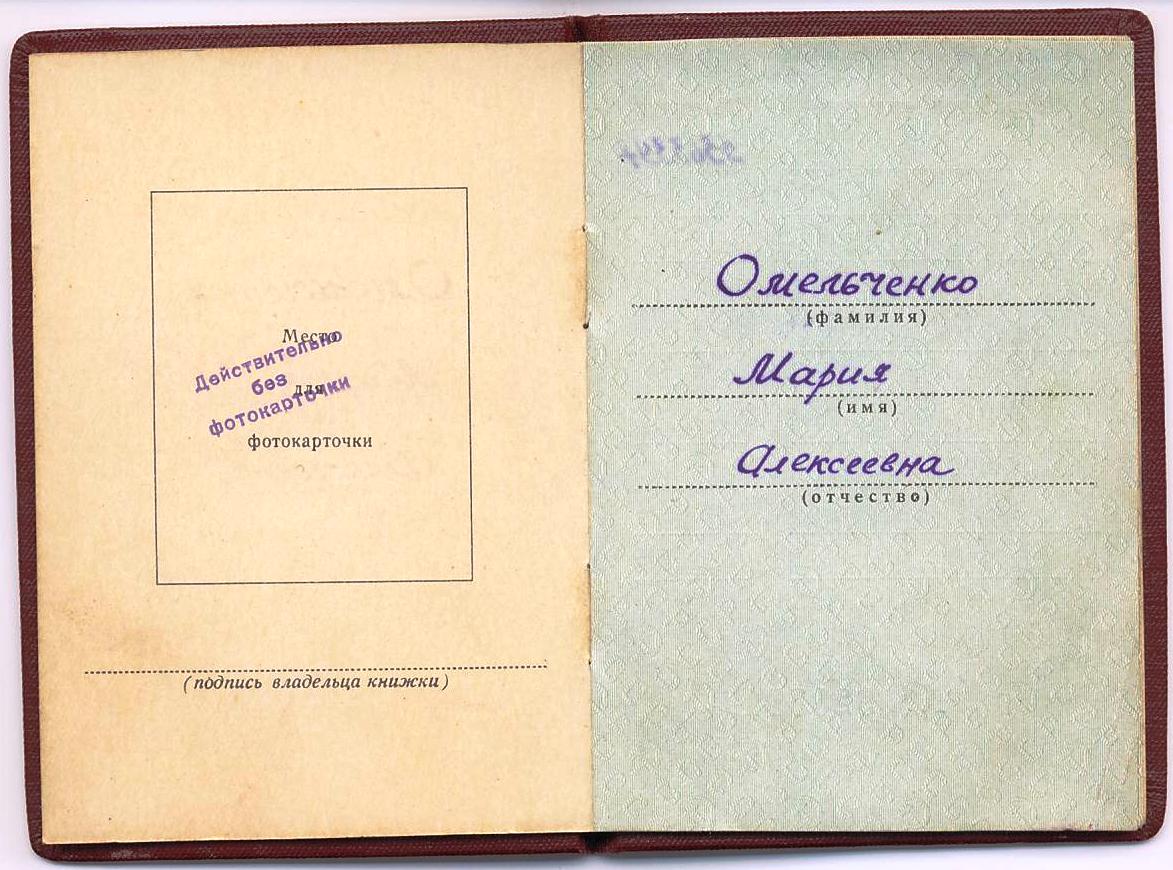 Место
для
фотокарточки
Действительно
без
фотокарточки
(подпись владельца книжки)
Омельченко
(фамилия)
Мария
(имя)
Алексеевна
(отчество)